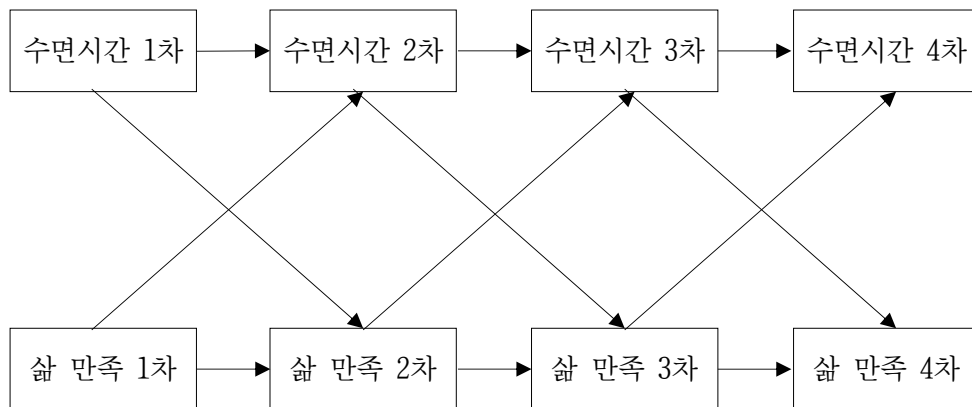 수면시간 1차
수면시간 2차
수면시간 3차
수면시간 4차
삶 만족 1차
삶 만족 2차
삶 만족 3차
삶 만족 4차